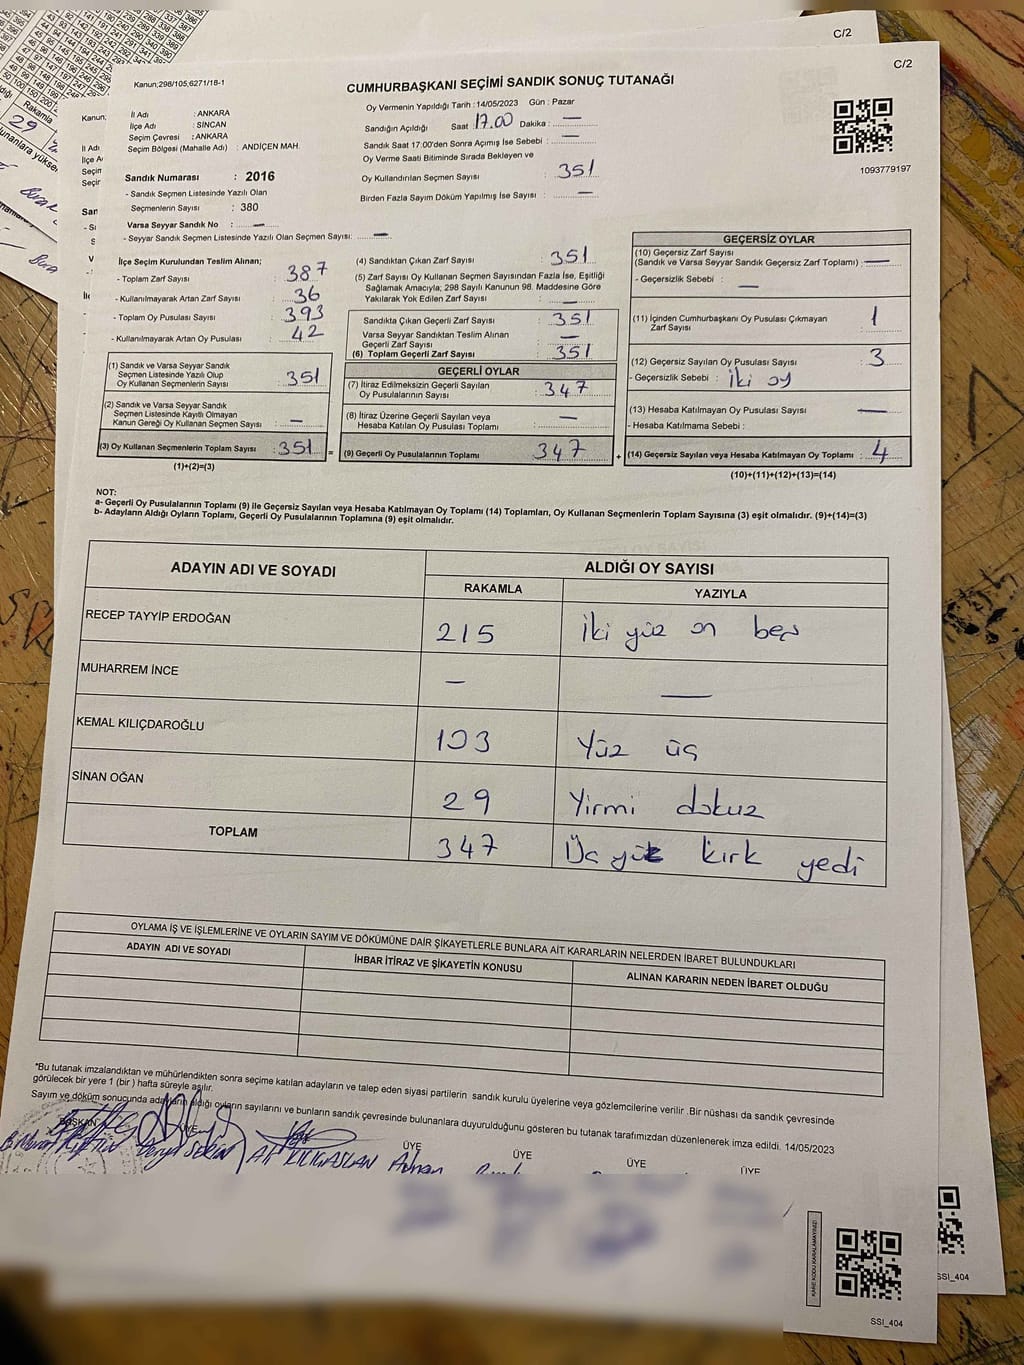 C/2
C/2
Kanun;298/105;6271/18-1
CUMHURBAŞKANI SEÇİMİ SANDIK SONUÇ TUTANAĞI
İl Adı : ANKARA
İlçe Adı : SİNCAN
Seçim Çevresi : ANKARA
Seçim Bölgesi (Mahalle Adı) : ANDİÇEN MAH.
Sandık Numarası : 2016
- Sandık Seçmen Listesinde Yazılı Olan
Seçmenlerin Sayısı : 380
Varsa Seyyar Sandık No : —
- Seyyar Sandık Seçmen Listesinde Yazılı Olan Seçmen Sayısı: —
Oy Vermenin Yapıldığı Tarih : 14/05/2023 Gün : Pazar
Sandığın Açıldığı Saat : 17.00 Dakika : —
Sandık Saat 17:00'den Sonra Açımış İse Sebebi : —
Oy Verme Saati Bitiminde Sırada Bekleyen ve
Oy Kullandırılan Seçmen Sayısı : 351
Birden Fazla Sayım Döküm Yapılmış İse Sayısı : —
1093779197
İlçe Seçim Kurulundan Teslim Alınan;
- Toplam Zarf Sayısı : 387
- Kullanılmayarak Artan Zarf Sayısı : 36
- Toplam Oy Pusulası Sayısı : 393
- Kullanılmayarak Artan Oy Pusulası : 42
(1) Sandık ve Varsa Seyyar Sandık
Seçmen Listesinde Yazılı Olup
Oy Kullanan Seçmenlerin Sayısı : 351
(2) Sandık ve Varsa Seyyar Sandık
Seçmen Listesinde Kayıtlı Olmayan
Kanun Gereği Oy Kullanan Seçmen Sayısı : —
(3) Oy Kullanan Seçmenlerin Toplam Sayısı : 351
(1)+(2)=(3)
(4) Sandıktan Çıkan Zarf Sayısı : 351
(5) Zarf Sayısı Oy Kullanan Seçmen Sayısından Fazla İse, Eşitliği
Sağlamak Amacıyla; 298 Sayılı Kanunun 98. Maddesine Göre
Yakılarak Yok Edilen Zarf Sayısı : —
Sandıkta Çıkan Geçerli Zarf Sayısı : 351
Varsa Seyyar Sandıktan Teslim Alınan
Geçerli Zarf Sayısı : —
(6) Toplam Geçerli Zarf Sayısı : 351
GEÇERLİ OYLAR
(7) İtiraz Edilmeksizin Geçerli Sayılan
Oy Pusulalarının Sayısı : 347
(8) İtiraz Üzerine Geçerli Sayılan veya
Hesaba Katılan Oy Pusulası Toplamı : —
= (9) Geçerli Oy Pusulalarının Toplamı : 347
GEÇERSİZ OYLAR
(10) Geçersiz Zarf Sayısı
(Sandık ve Varsa Seyyar Sandık Geçersiz Zarf Toplamı) : —
- Geçersizlik Sebebi : —
(11) İçinden Cumhurbaşkanı Oy Pusulası Çıkmayan
Zarf Sayısı : 1
(12) Geçersiz Sayılan Oy Pusulası Sayısı : 3
- Geçersizlik Sebebi : iki oy
(13) Hesaba Katılmayan Oy Pusulası Sayısı : —
- Hesaba Katılmama Sebebi :
+ (14) Geçersiz Sayılan veya Hesaba Katılmayan Oy Toplamı : 4
(10)+(11)+(12)+(13)=(14)
NOT:
a- Geçerli Oy Pusulalarının Toplamı (9) ile Geçersiz Sayılan veya Hesaba Katılmayan Oy Toplamı (14) Toplamları, Oy Kullanan Seçmenlerin Toplam Sayısına (3) eşit olmalıdır. (9)+(14)=(3)
b- Adayların Aldığı Oyların Toplamı, Geçerli Oy Pusulalarının Toplamına (9) eşit olmalıdır.
ADAYIN ADI VE SOYADI ALDIĞI OY SAYISI
RAKAMLA YAZIYLA
RECEP TAYYİP ERDOĞAN 215 İki yüz on beş
MUHARREM İNCE — —
KEMAL KILIÇDAROĞLU 103 Yüz üç
SİNAN OĞAN 29 Yirmi dokuz
TOPLAM 347 Üç yüz kırk yedi
OYLAMA İŞ VE İŞLEMLERİNE VE OYLARIN SAYIM VE DÖKÜMÜNE DAİR ŞİKAYETLERLE BUNLARA AİT KARARLARIN NELERDEN İBARET BULUNDUKLARI
ADAYIN ADI VE SOYADI İHBAR İTİRAZ VE ŞİKAYETİN KONUSU ALINAN KARARIN NEDEN İBARET OLDUĞU
*Bu tutanak imzalandıktan ve mühürlendikten sonra seçime katılan adayların ve talep eden siyasi partilerin sandık kurulu üyelerine veya gözlemcilerine verilir .Bir nüshası da sandık çevresinde
görülecek bir yere 1 (bir ) hafta süreyle asılır.
Sayım ve döküm sonucunda adayların aldığı oyların sayılarını ve bunların sandık çevresinde bulunanlara duyurulduğunu gösteren bu tutanak tarafımızdan düzenlenerek imza edildi. 14/05/2023
BAŞKAN ÜYE ÜYE ÜYE ÜYE ÜYE
Derya Adnan
SSI_404
SSI_404